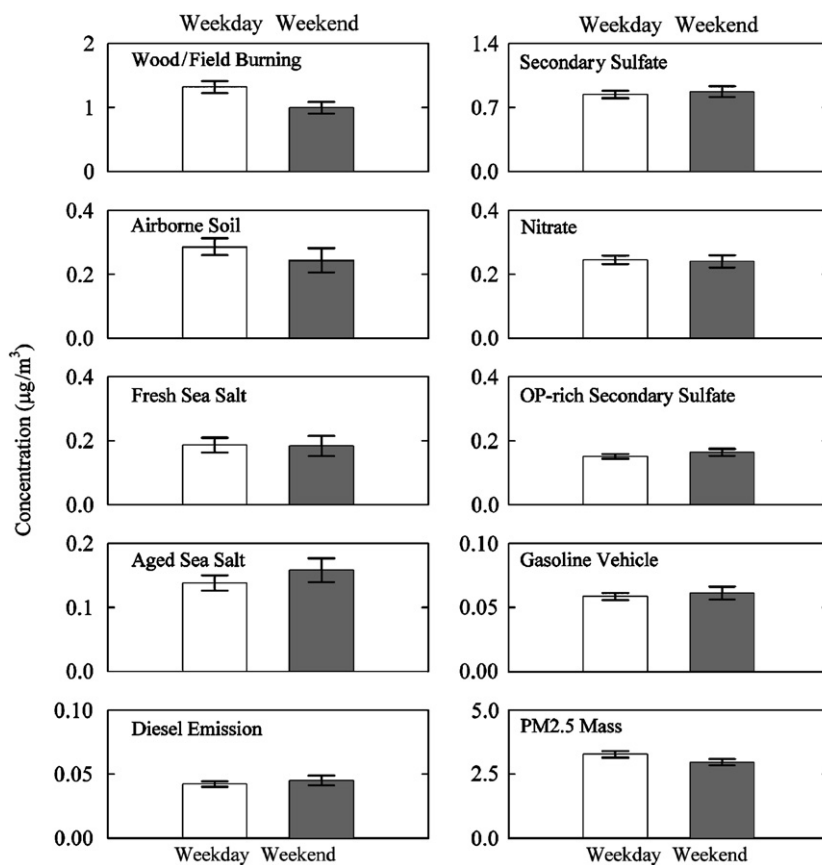 Weekday Weekend
Weekday Weekend
2
1
0
Wood/Field Burning
1.4
0.7
0.0
Secondary Sulfate
0.4
0.2
0.0
Airborne Soil
0.4
0.2
0.0
Nitrate
Concentration (µg/m³)
0.4
0.2
0.0
Fresh Sea Salt
0.4
0.2
0.0
OP-rich Secondary Sulfate
0.2
0.1
0.0
Aged Sea Salt
0.10
0.05
0.00
Gasoline Vehicle
0.10
0.05
0.00
Diesel Emission
5.0
2.5
0.0
PM2.5 Mass
Weekday Weekend
Weekday Weekend